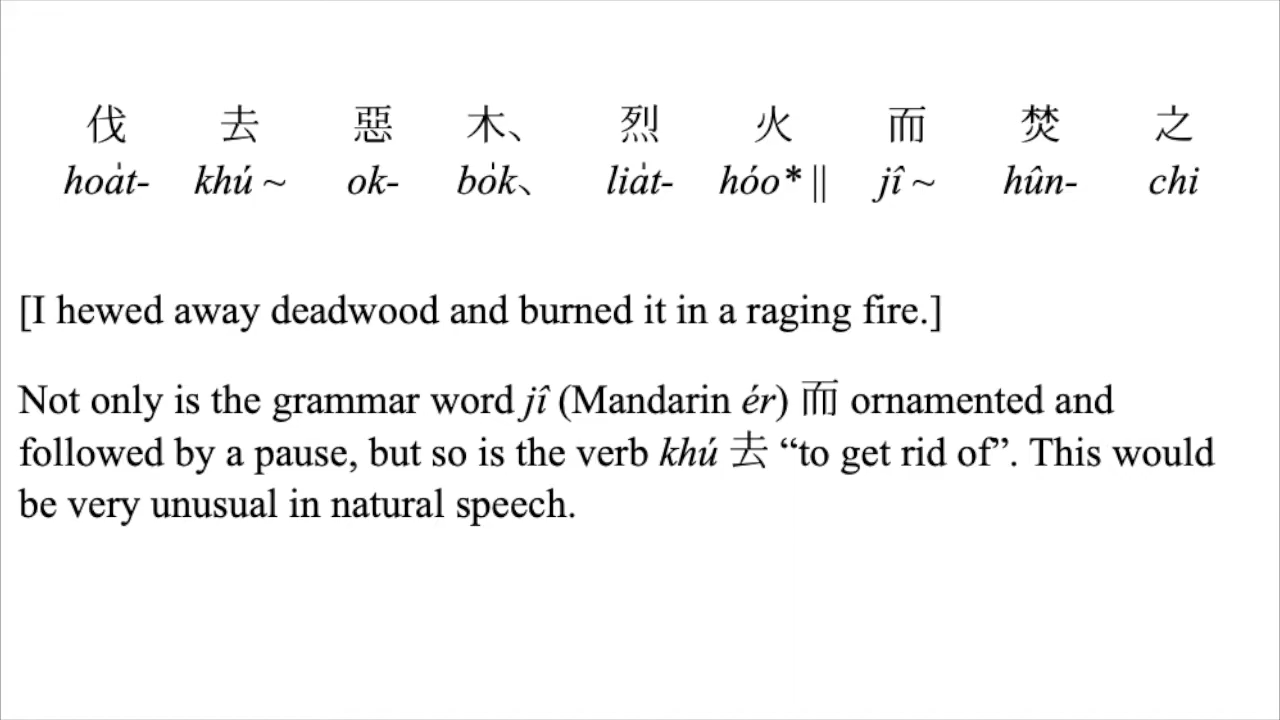 伐 去 惡 木、 烈 火 而 焚 之
hoa̍t- khú ~ ok- bo̍k、 lia̍t- hóo* || jî ~ hûn- chi
[I hewed away deadwood and burned it in a raging fire.]
Not only is the grammar word jî (Mandarin ér) 而 ornamented and
followed by a pause, but so is the verb khú 去 “to get rid of”. This would
be very unusual in natural speech.